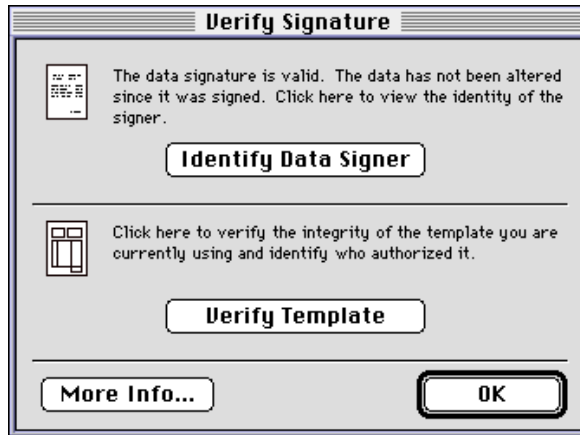 Verify Signature
The data signature is valid. The data has not been altered
since it was signed. Click here to view the identity of the
signer.
Identify Data Signer
Click here to verify the integrity of the template you are
currently using and identify who authorized it.
Verify Template
More Info...
OK